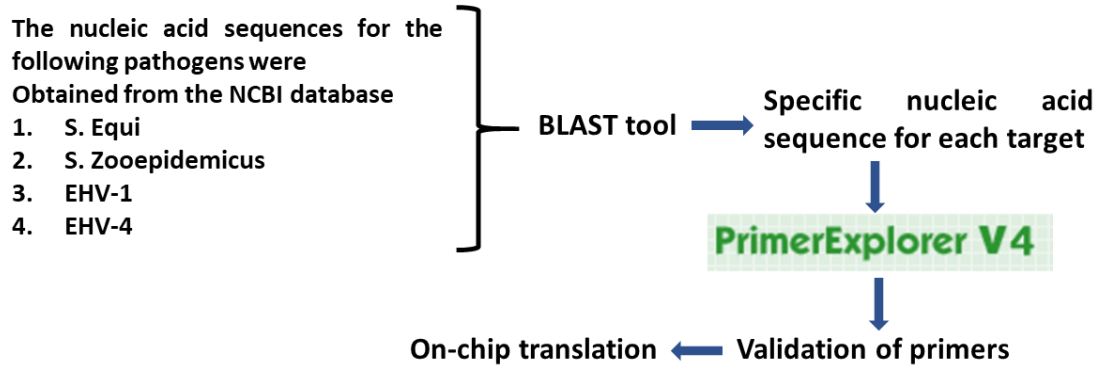 The nucleic acid sequences for the
following pathogens were
Obtained from the NCBI database
1. S. Equi
2. S. Zooepidemicus
3. EHV-1
4. EHV-4
BLAST tool
Specific nucleic acid
sequence for each target
PrimerExplorer V4
Validation of primers
On-chip translation